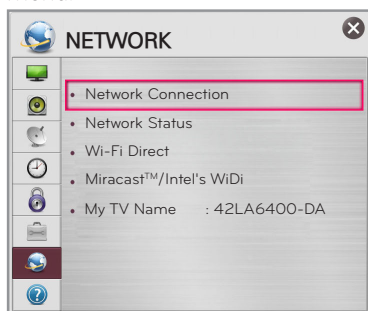 NETWORK
• Network Connection
• Network Status
• Wi-Fi Direct
• Miracast™/Intel's WiDi
• My TV Name : 42LA6400-DA